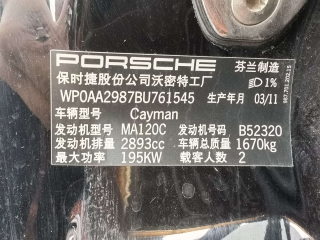 PORSCHE 芬兰制造
保时捷股份公司沃密特工厂 1%
WP0AA2987BU761545 生产年月 03/11
车辆型号 Cayman
发动机型号 MA120C 发动机号码 B52320
发动机排量 2893cc 车辆总质量 1670kg
最大功率 195KW 载客人数 2